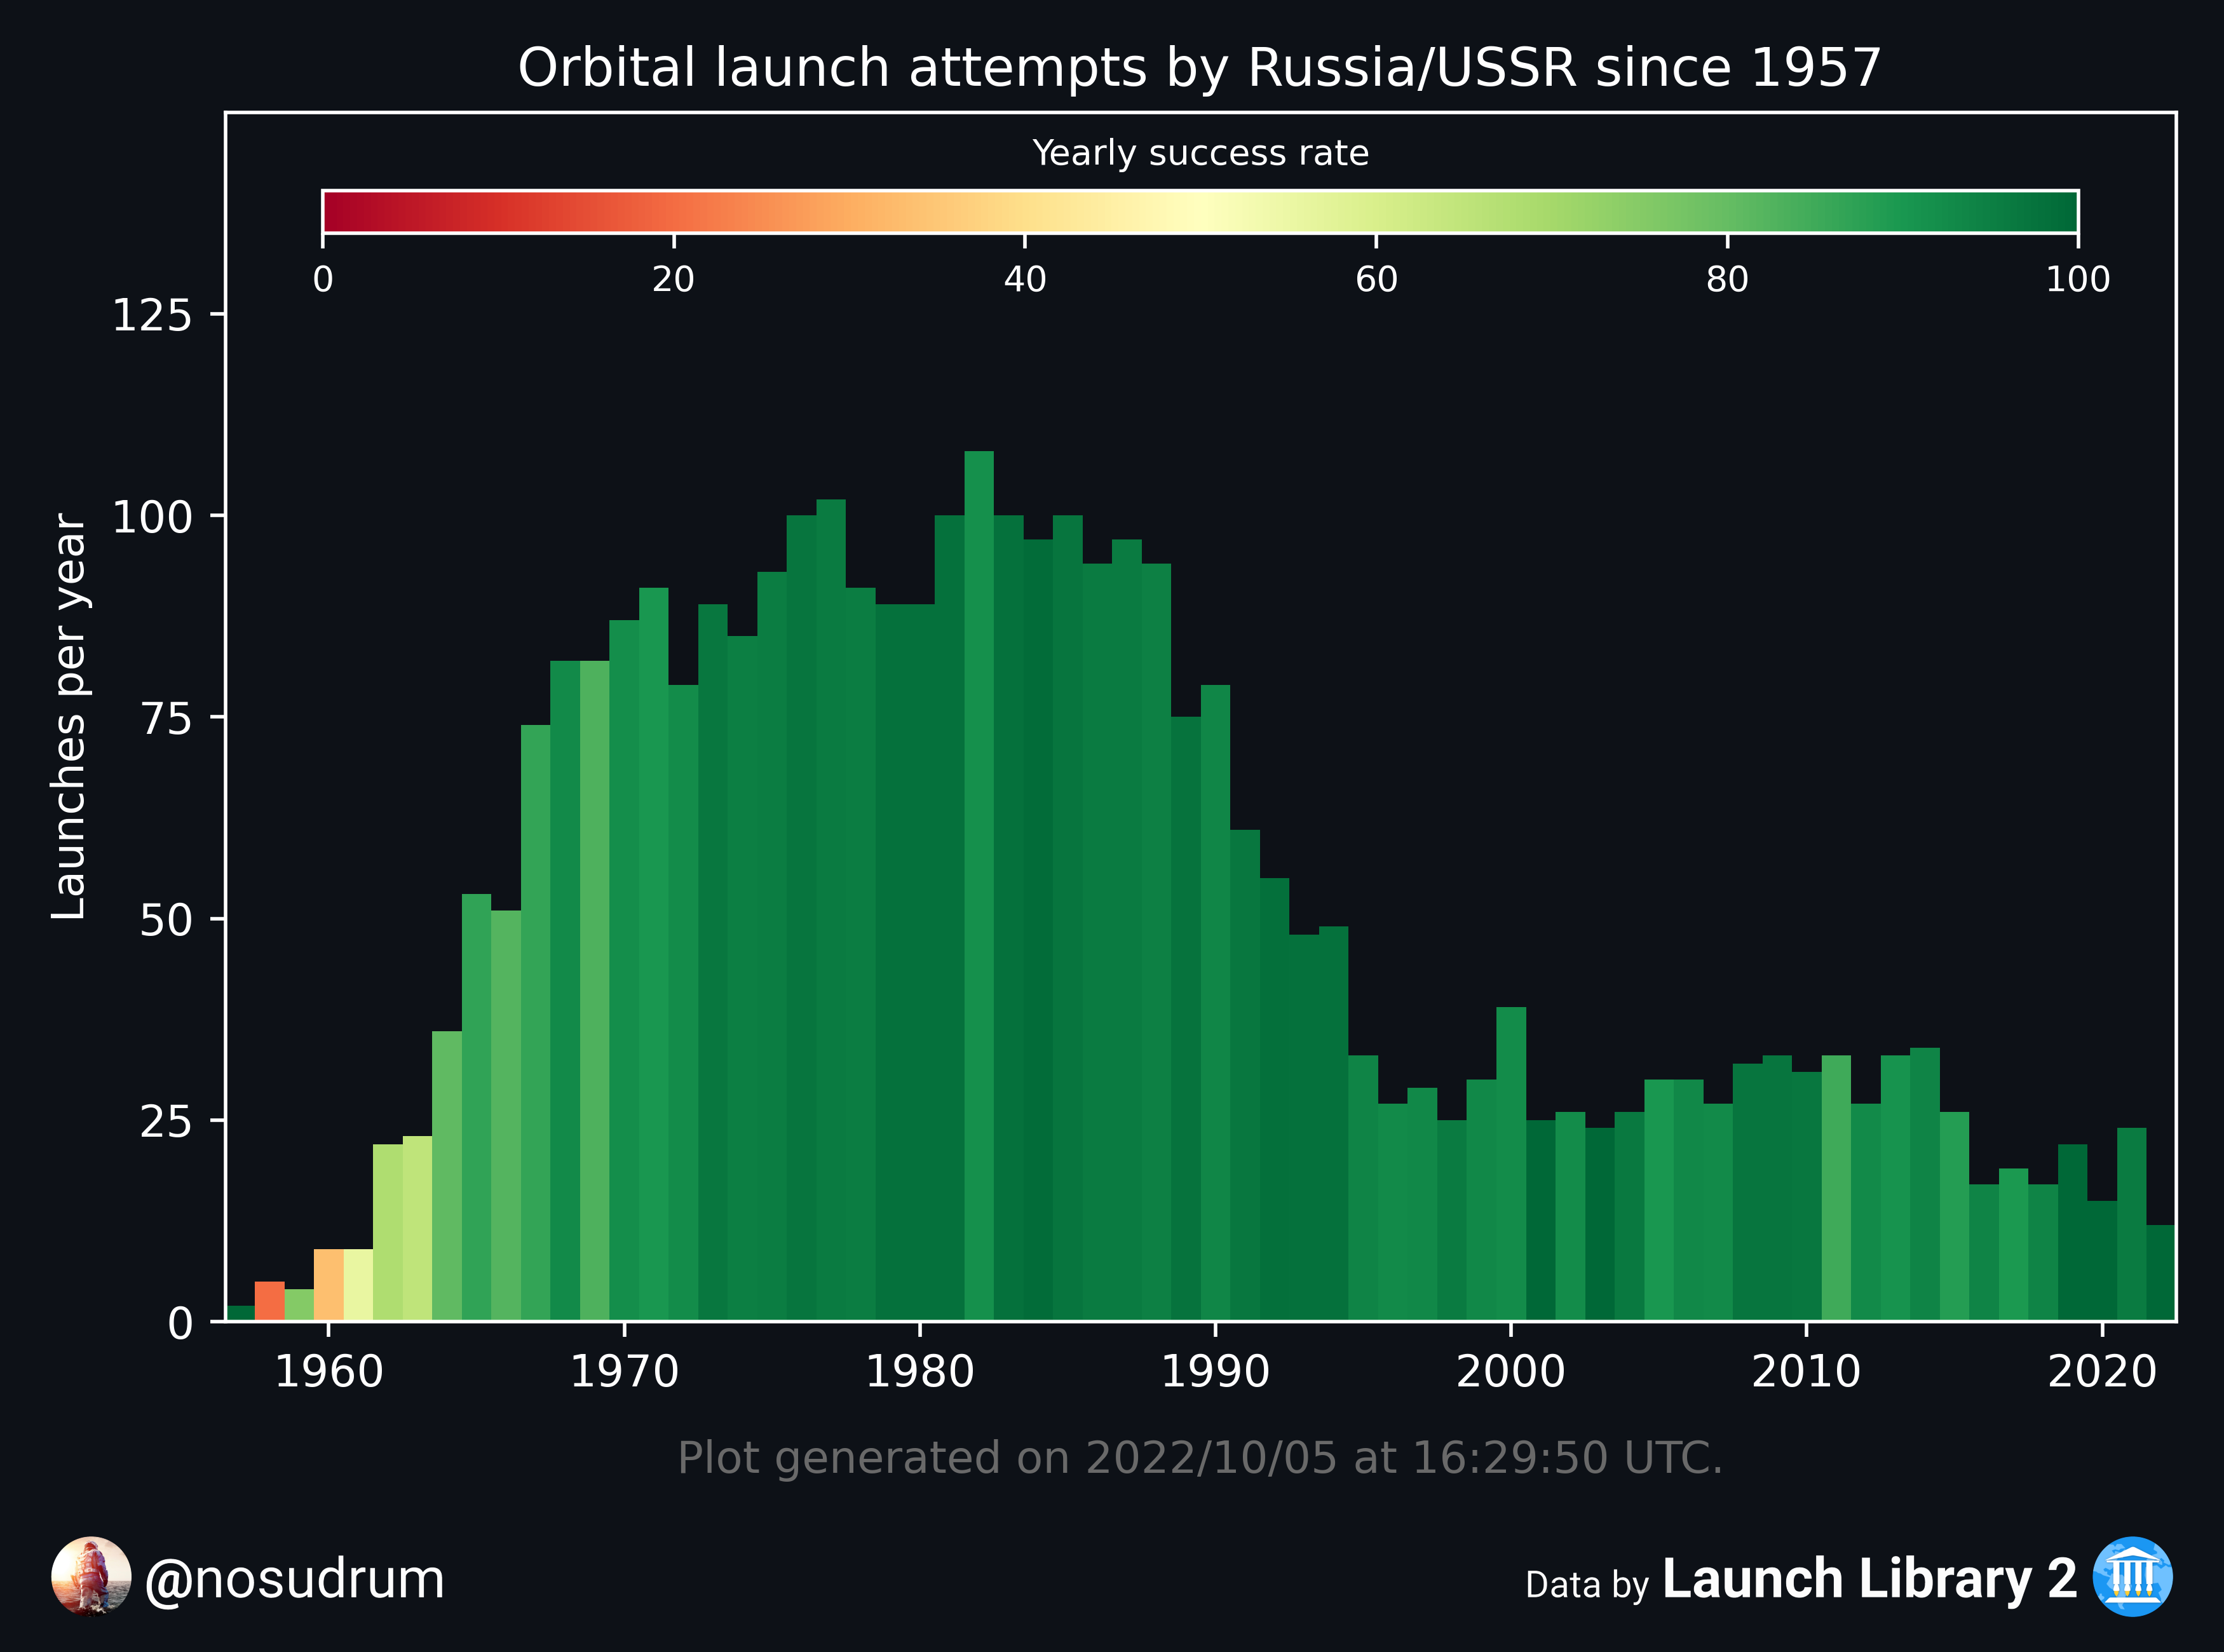 Orbital launch attempts by Russia/USSR since 1957
Yearly success rate
0 20 40 60 80 100
125
100
75
50
25
0
Launches per year
1960 1970 1980 1990 2000 2010 2020
Plot generated on 2022/10/05 at 16:29:50 UTC.
@nosudrum
Data by Launch Library 2